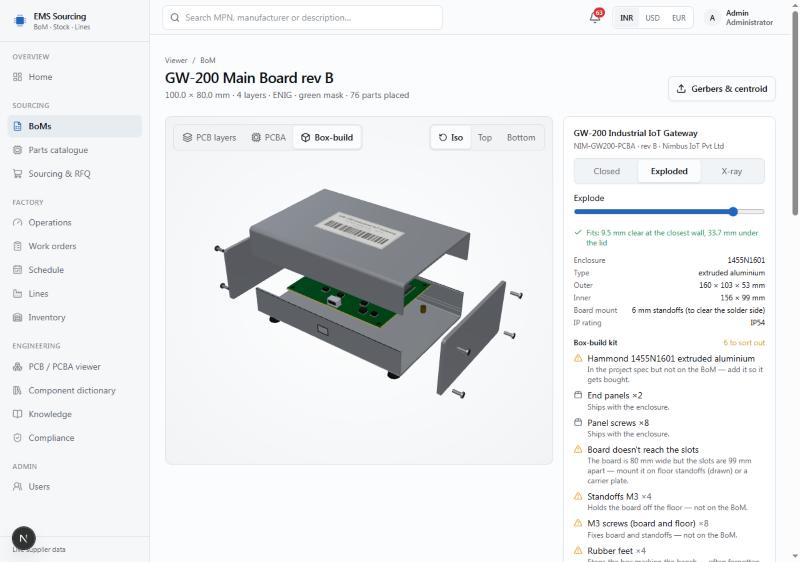 EMS Sourcing
BoM · Stock · Lines
Search MPN, manufacturer or description...
63
INR
USD
EUR
A
Admin
Administrator
OVERVIEW
Home
SOURCING
BoMs
Parts catalogue
Sourcing & RFQ
FACTORY
Operations
Work orders
Schedule
Lines
Inventory
ENGINEERING
PCB / PCBA viewer
Component dictionary
Knowledge
Compliance
ADMIN
Users
N
supplier data
Viewer / BoM
GW-200 Main Board rev B
100.0 × 80.0 mm · 4 layers · ENIG · green mask · 76 parts placed
Gerbers & centroid
PCB layers
PCBA
Box-build
Iso
Top
Bottom
GW-200 Industrial IoT Gateway
NIM-GW200-PCBA · rev B · Nimbus IoT Pvt Ltd
Closed
Exploded
X-ray
Explode
Fits: 9.5 mm clear at the closest wall, 33.7 mm under
the lid
Enclosure 1455N1601
Type extruded aluminium
Outer 160 × 103 × 53 mm
Inner 156 × 99 mm
Board mount 6 mm standoffs (to clear the solder side)
IP rating IP54
Box-build kit 6 to sort out
Hammond 1455N1601 extruded aluminium
In the project spec but not on the BoM — add it so it
gets bought.
End panels ×2
Ships with the enclosure.
Panel screws ×8
Ships with the enclosure.
Board doesn't reach the slots
The board is 80 mm wide but the slots are 99 mm
apart — mount it on floor standoffs (drawn) or a
carrier plate.
Standoffs M3 ×4
Holds the board off the floor — not on the BoM.
M3 screws (board and floor) ×8
Fixes board and standoffs — not on the BoM.
Rubber feet ×4